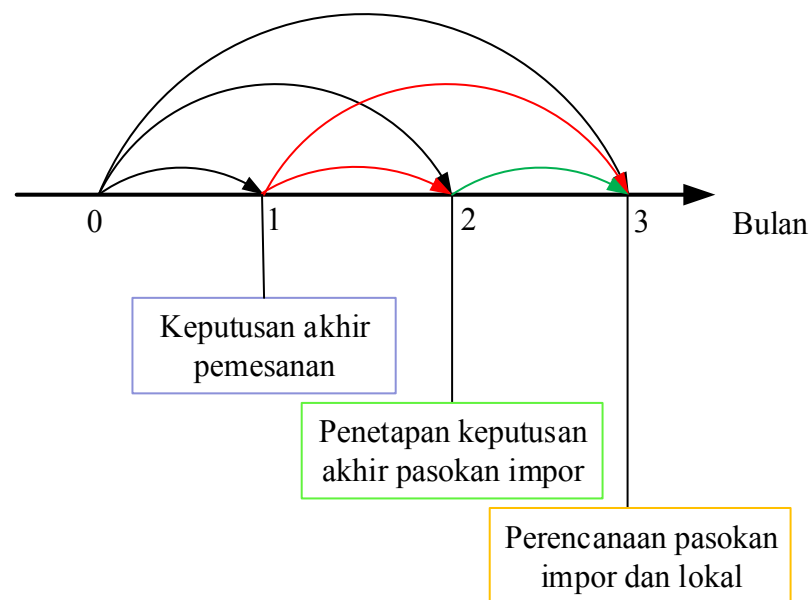 0
1
2
3
Bulan
Keputusan akhir
pemesanan
Penetapan keputusan
akhir pasokan impor
Perencanaan pasokan
impor dan lokal